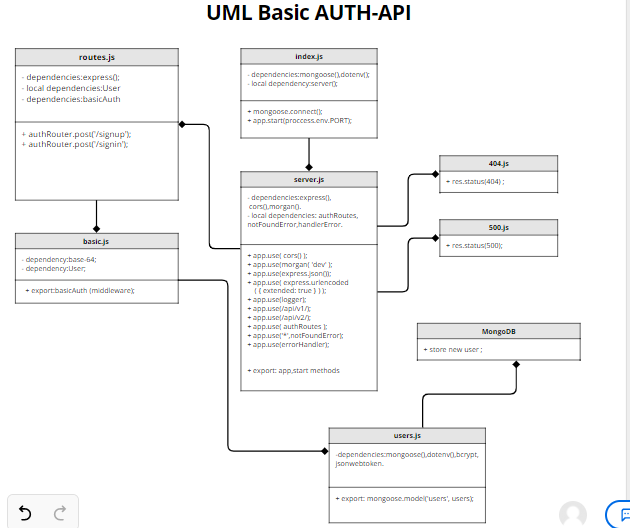 UML Basic AUTH-API
routes.js
- dependencies:express();
- local dependencies:User
- dependencies:basicAuth
+ authRouter.post('/signup');
+ authRouter.post('/signin');
index.js
- dependencies:mongoose(),dotenv();
- local dependency:server();
+ mongoose.connect();
+ app.start(proccess.env.PORT);
server.js
- dependencies:express(),
cors(),morgan().
- local dependencies: authRoutes,
notFoundError,handlerError.
+ app.use( cors() );
+ app.use(morgan( 'dev' );
+ app.use(express.json());
+ app.use( express.urlencoded
( { extended: true } ) );
+ app.use(logger);
+ app.use(/api/v1/);
+ app.use(/api/v2/);
+ app.use( authRoutes );
+ app.use('*',notFoundError);
+ app.use(errorHandler);
+ export: app,start methods
404.js
+ res.status(404) ;
500.js
+ res.status(500);
basic.js
- dependency:base-64;
- dependency:User;
+ export:basicAuth (middleware);
MongoDB
+ store new user ;
users.js
-dependencies:mongoose(),dotenv(),bcrypt,
jsonwebtoken.
+ export: mongoose.model('users', users);